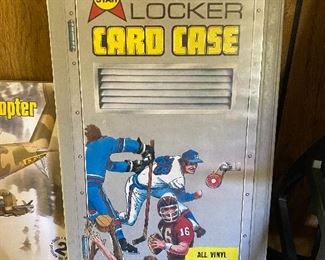 STAR
LOCKER
CARD CASE
opter
16
ALL VINYL